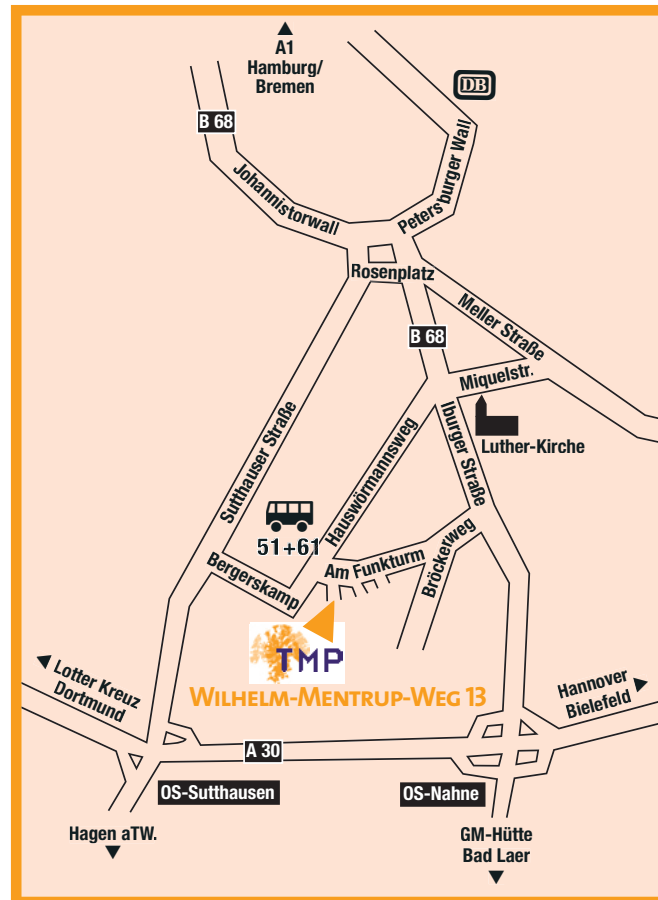 A1
Hamburg/
Bremen
DB
B 68
Johannistorwall
Petersburger Wall
Rosenplatz
Meller Straße
B 68
Miquelstr.
Luther-Kirche
Iburger Straße
Sutthauser Straße
Hauswörmannsweg
51+61
Bergerskamp
Am Funkturm
Bröckerweg
TMP
WILHELM-MENTRUP-WEG 13
Lotter Kreuz
Dortmund
Hannover
Bielefeld
A 30
OS-Sutthausen
OS-Nahne
Hagen aTW.
GM-Hütte
Bad Laer